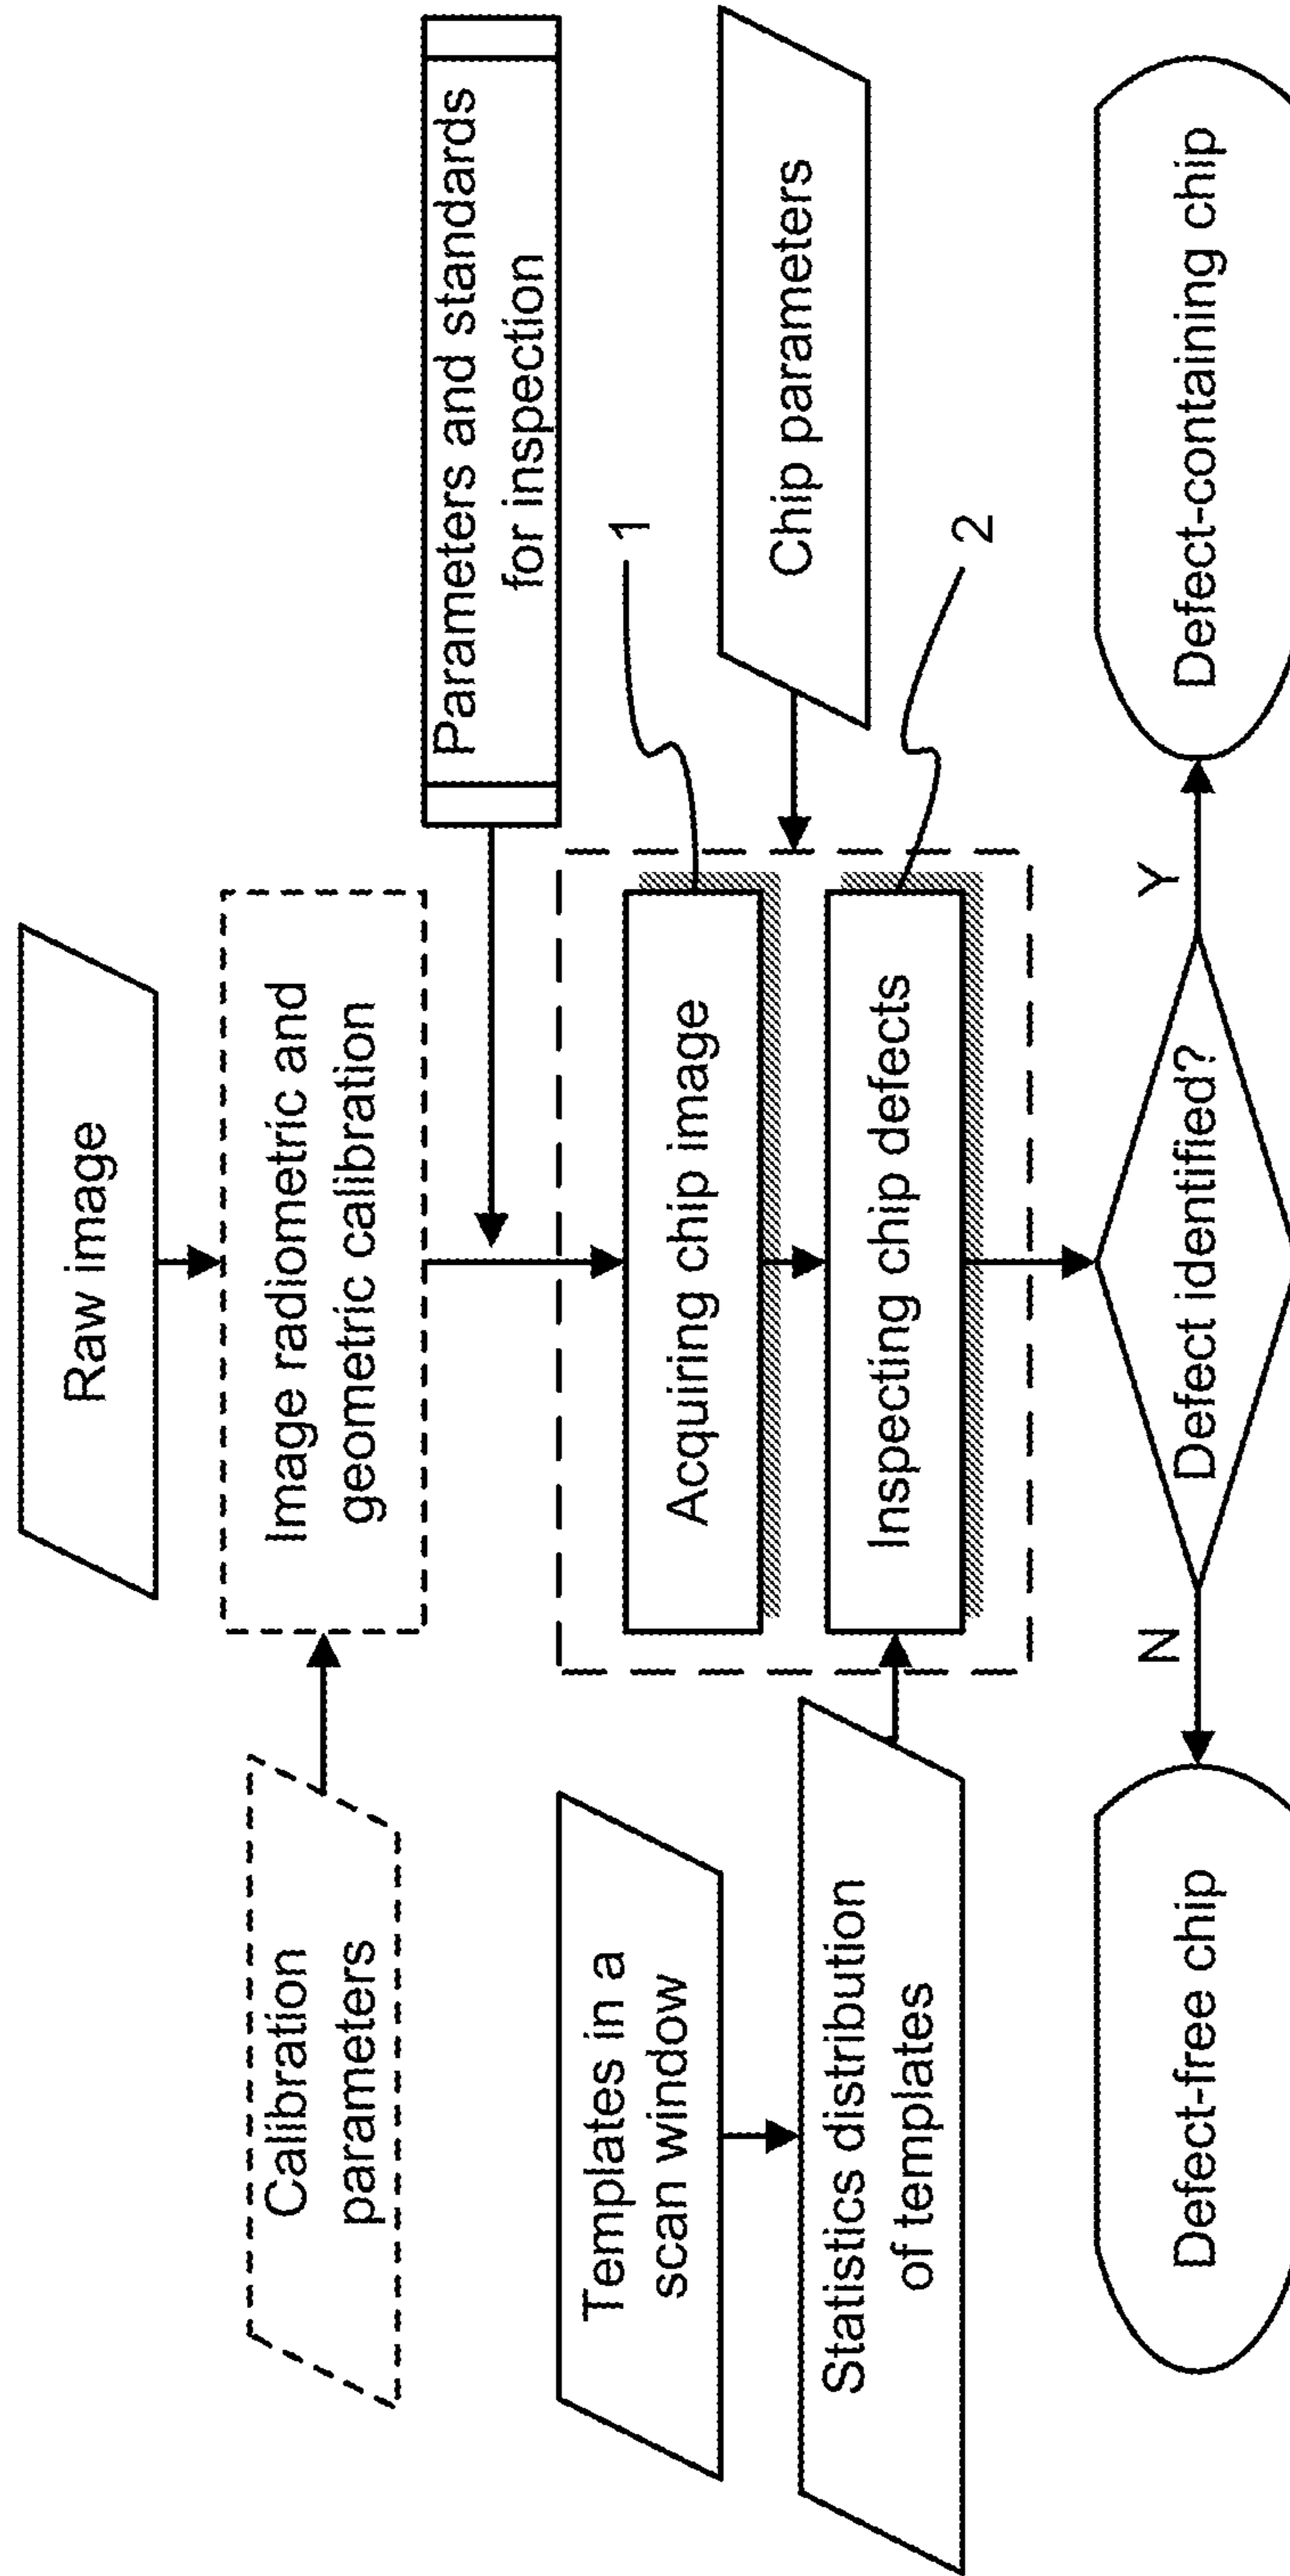 Raw image
Calibration
parameters
Image radiometric and
geometric calibration
Parameters and standards
for inspection
Templates in a
scan window
Acquiring chip image
1
Chip parameters
Statistics distribution
of templates
Inspecting chip defects
2
Defect-free chip
N
Defect identified?
Y
Defect-containing chip